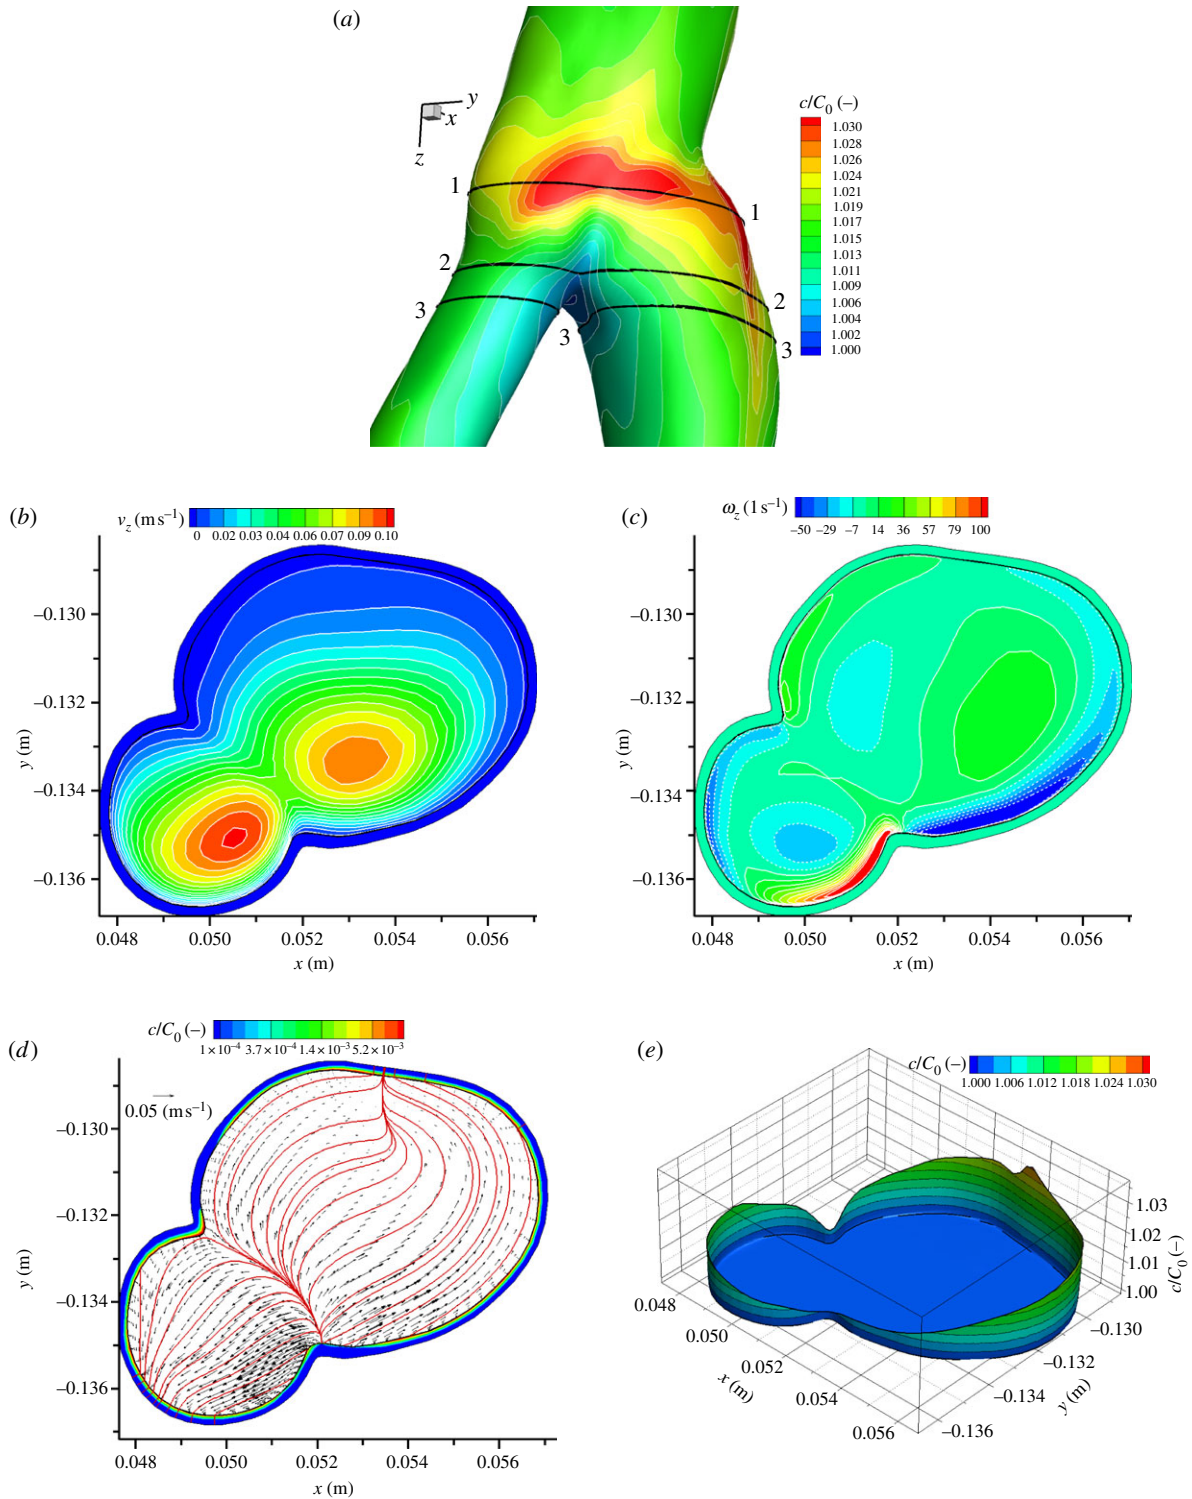 (a)
y
x
z
c/C0 (–)
1.030
1.028
1.026
1.024
1.021
1.019
1.017
1.015
1.013
1.011
1.009
1.006
1.004
1.002
1.000
1
1
2
2
3
3
3
(b)
vz (m s–1)
0 0.02 0.03 0.04 0.06 0.07 0.09 0.10
–0.130
–0.132
–0.134
–0.136
y (m)
0.048 0.050 0.052 0.054 0.056
x (m)
(c)
ωz (1 s–1)
–50 –29 –7 14 36 57 79 100
–0.130
–0.132
–0.134
–0.136
y (m)
0.048 0.050 0.052 0.054 0.056
x (m)
(d)
c/C0 (–)
1×10–4 3.7×10–4 1.4×10–3 5.2×10–3
0.05 (m s–1)
–0.130
–0.132
–0.134
–0.136
y (m)
0.048 0.050 0.052 0.054 0.056
x (m)
(e)
c/C0 (–)
1.000 1.006 1.012 1.018 1.024 1.030
1.03
1.02
1.01
1.00
c/C0 (–)
0.048
0.050
0.052
0.054
0.056
x (m)
–0.130
–0.132
–0.134
–0.136
y (m)